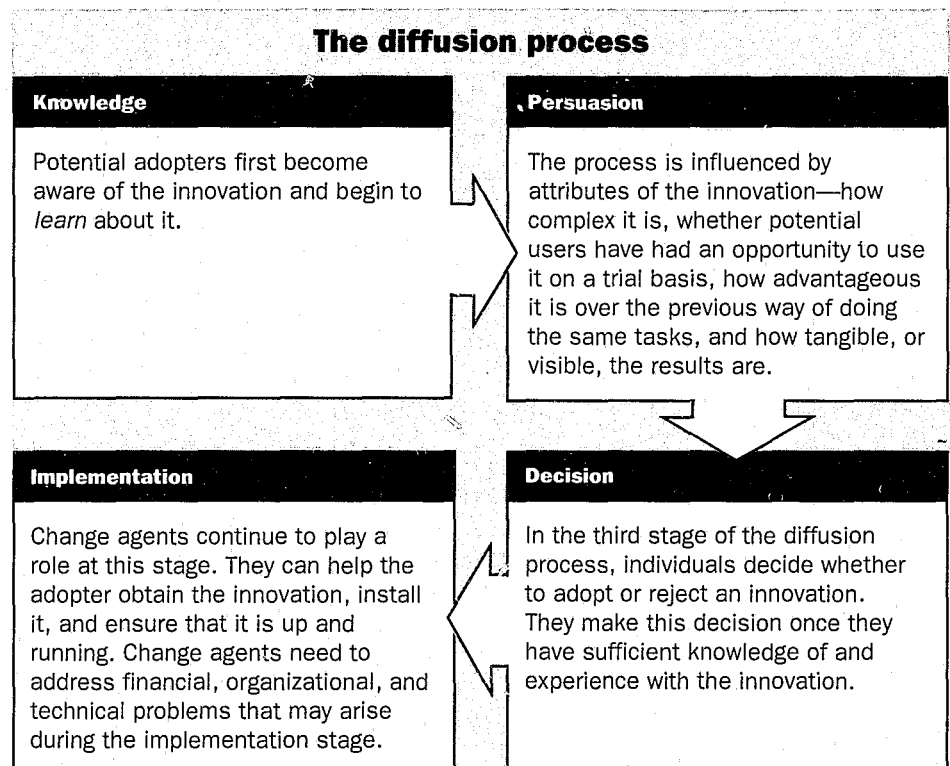 The diffusion process
Knowledge
Potential adopters first become
aware of the innovation and begin to
learn about it.
Persuasion
The process is influenced by
attributes of the innovation—how
complex it is, whether potential
users have had an opportunity to use
it on a trial basis, how advantageous
it is over the previous way of doing
the same tasks, and how tangible, or
visible, the results are.
Decision
In the third stage of the diffusion
process, individuals decide whether
to adopt or reject an innovation.
They make this decision once they
have sufficient knowledge of and
experience with the innovation.
Implementation
Change agents continue to play a
role at this stage. They can help the
adopter obtain the innovation, install
it, and ensure that it is up and
running. Change agents need to
address financial, organizational, and
technical problems that may arise
during the implementation stage.